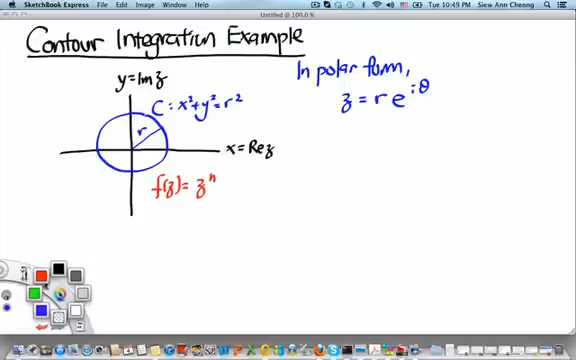 SketchBook Express File Edit Image Window Help
Tue 10:49 PM Siew Ann Cheong
Untitled @ 100.0 %
Contour Integration Example
y = Im z
C: x² + y² = r²
r
x = Re z
f(z) = zⁿ
In polar form,
z = r e^{iθ}